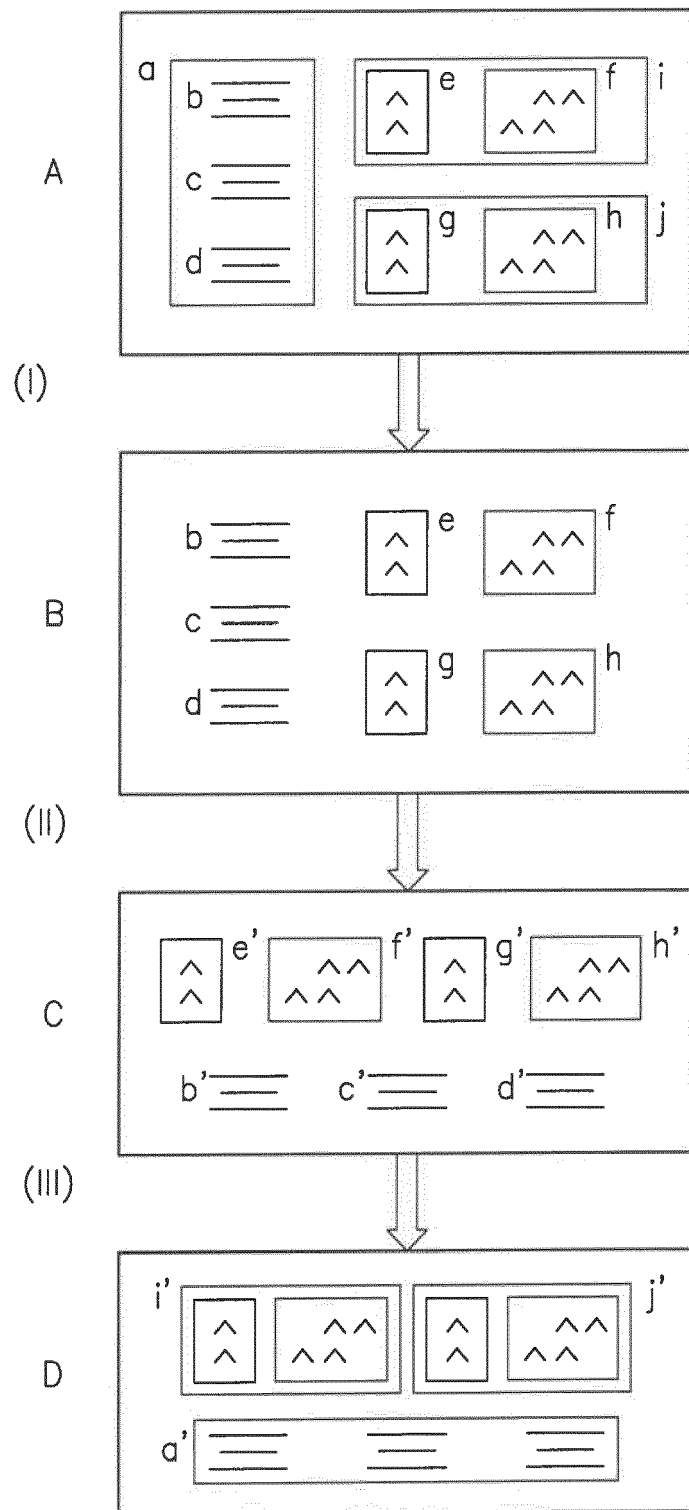 a e f i
b
A c
g h j
d
(I)
b e f
B c
g h
d
(II)
e' f' g' h'
C
b' c' d'
(III)
i' j'
D
a'